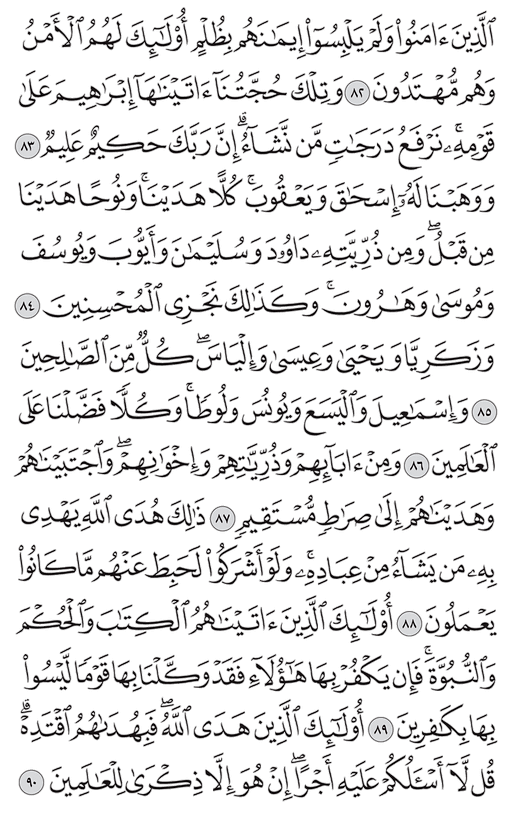 ٱلَّذِينَ ءَامَنُوا۟ وَلَمْ يَلْبِسُوٓا۟ إِيمَـٰنَهُم بِظُلْمٍ أُو۟لَـٰٓئِكَ لَهُمُ ٱلْأَمْنُ
وَهُم مُّهْتَدُونَ ٨٢ وَتِلْكَ حُجَّتُنَآ ءَاتَيْنَـٰهَآ إِبْرَٰهِيمَ عَلَىٰ
قَوْمِهِۦ ۚ نَرْفَعُ دَرَجَـٰتٍ مَّن نَّشَآءُ ۗ إِنَّ رَبَّكَ حَكِيمٌ عَلِيمٌ ٨٣
وَوَهَبْنَا لَهُۥٓ إِسْحَـٰقَ وَيَعْقُوبَ ۚ كُلًّا هَدَيْنَا ۚ وَنُوحًا هَدَيْنَا
مِن قَبْلُ ۖ وَمِن ذُرِّيَّتِهِۦ دَاوُۥدَ وَسُلَيْمَـٰنَ وَأَيُّوبَ وَيُوسُفَ
وَمُوسَىٰ وَهَـٰرُونَ ۚ وَكَذَٰلِكَ نَجْزِى ٱلْمُحْسِنِينَ ٨٤
وَزَكَرِيَّا وَيَحْيَىٰ وَعِيسَىٰ وَإِلْيَاسَ ۖ كُلٌّ مِّنَ ٱلصَّـٰلِحِينَ
٨٥ وَإِسْمَـٰعِيلَ وَٱلْيَسَعَ وَيُونُسَ وَلُوطًا ۚ وَكُلًّا فَضَّلْنَا عَلَى
ٱلْعَـٰلَمِينَ ٨٦ وَمِنْ ءَابَآئِهِمْ وَذُرِّيَّـٰتِهِمْ وَإِخْوَٰنِهِمْ ۖ وَٱجْتَبَيْنَـٰهُمْ
وَهَدَيْنَـٰهُمْ إِلَىٰ صِرَٰطٍ مُّسْتَقِيمٍ ٨٧ ذَٰلِكَ هُدَى ٱللَّهِ يَهْدِى
بِهِۦ مَن يَشَآءُ مِنْ عِبَادِهِۦ ۚ وَلَوْ أَشْرَكُوا۟ لَحَبِطَ عَنْهُم مَّا كَانُوا۟
يَعْمَلُونَ ٨٨ أُو۟لَـٰٓئِكَ ٱلَّذِينَ ءَاتَيْنَـٰهُمُ ٱلْكِتَـٰبَ وَٱلْحُكْمَ
وَٱلنُّبُوَّةَ ۚ فَإِن يَكْفُرْ بِهَا هَـٰٓؤُلَآءِ فَقَدْ وَكَّلْنَا بِهَا قَوْمًا لَّيْسُوا۟
بِهَا بِكَـٰفِرِينَ ٨٩ أُو۟لَـٰٓئِكَ ٱلَّذِينَ هَدَى ٱللَّهُ ۖ فَبِهُدَىٰهُمُ ٱقْتَدِهْ ۗ
قُل لَّآ أَسْـَٔلُكُمْ عَلَيْهِ أَجْرًا ۖ إِنْ هُوَ إِلَّا ذِكْرَىٰ لِلْعَـٰلَمِينَ ٩٠